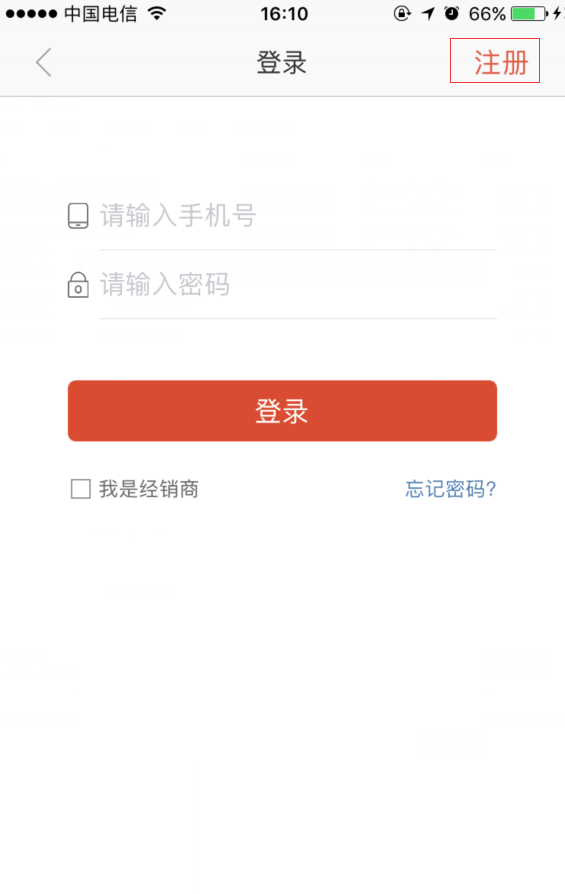 中国电信 16:10 66%
登录 注册
请输入手机号
请输入密码
登录
我是经销商 忘记密码?